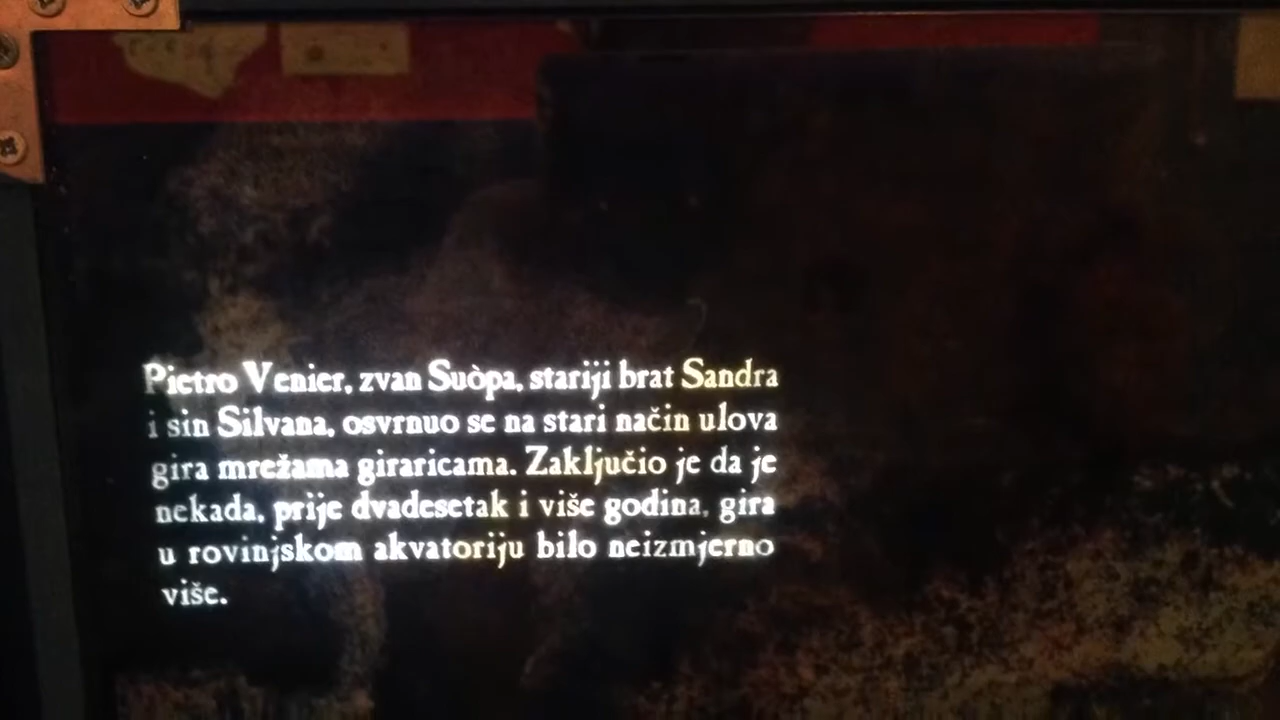 Pietro Venier, zvan Suòpa, stariji brat Sandra
i sin Silvana, osvrnuo se na stari način ulova
gira mrežama giraricama. Zaključio je da je
nekada, prije dvadesetak i više godina, gira
u rovinjskom akvatoriju bilo neizmjerno
više.